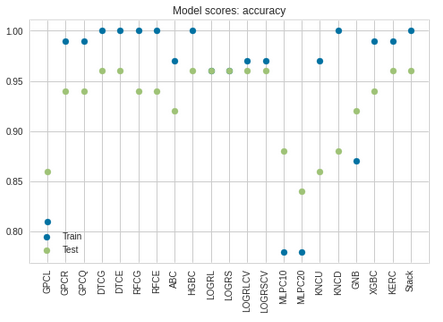 Model scores: accuracy
1.00
0.95
0.90
0.85
0.80
Train
Test
GPCL
GPCR
GPCQ
DTCG
DTCE
RFCG
RFCE
ABC
HGBC
LOGRL
LOGRS
LOGRLCV
LOGRSCV
MLPC10
MLPC20
KNCU
KNCD
GNB
XGBC
KERC
Stack